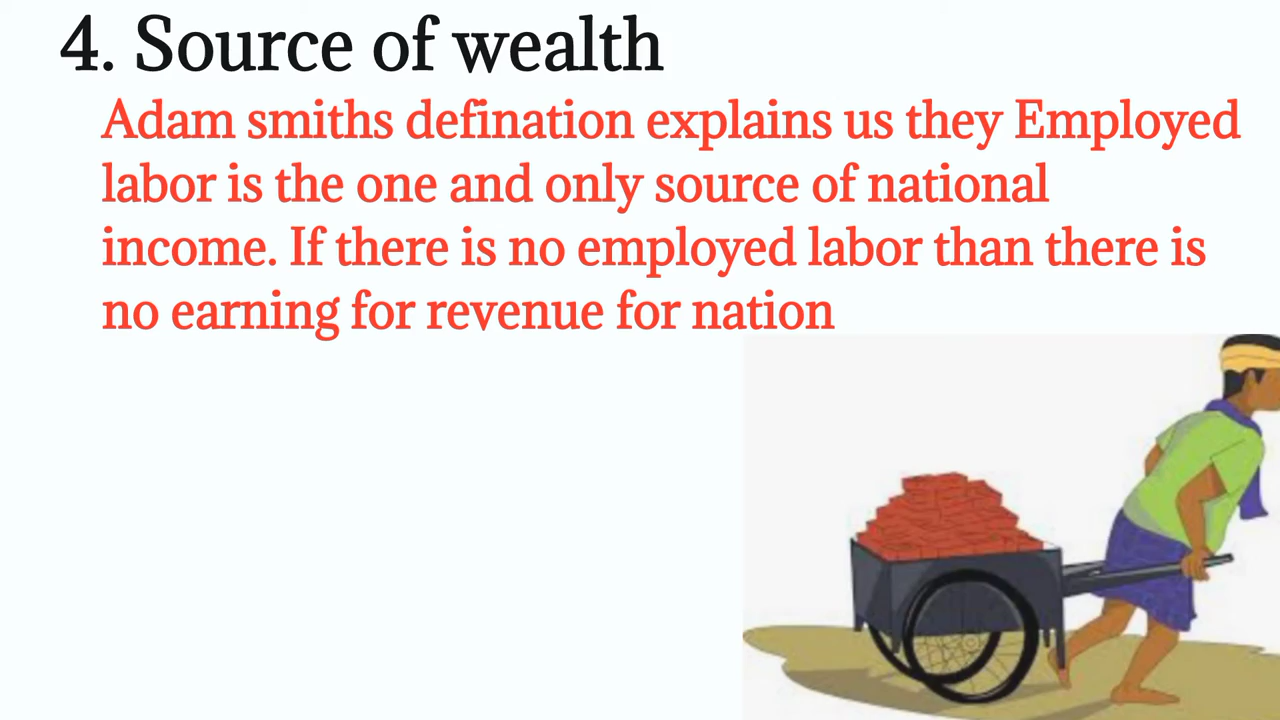 4. Source of wealth
Adam smiths defination explains us they Employed
labor is the one and only source of national
income. If there is no employed labor than there is
no earning for revenue for nation